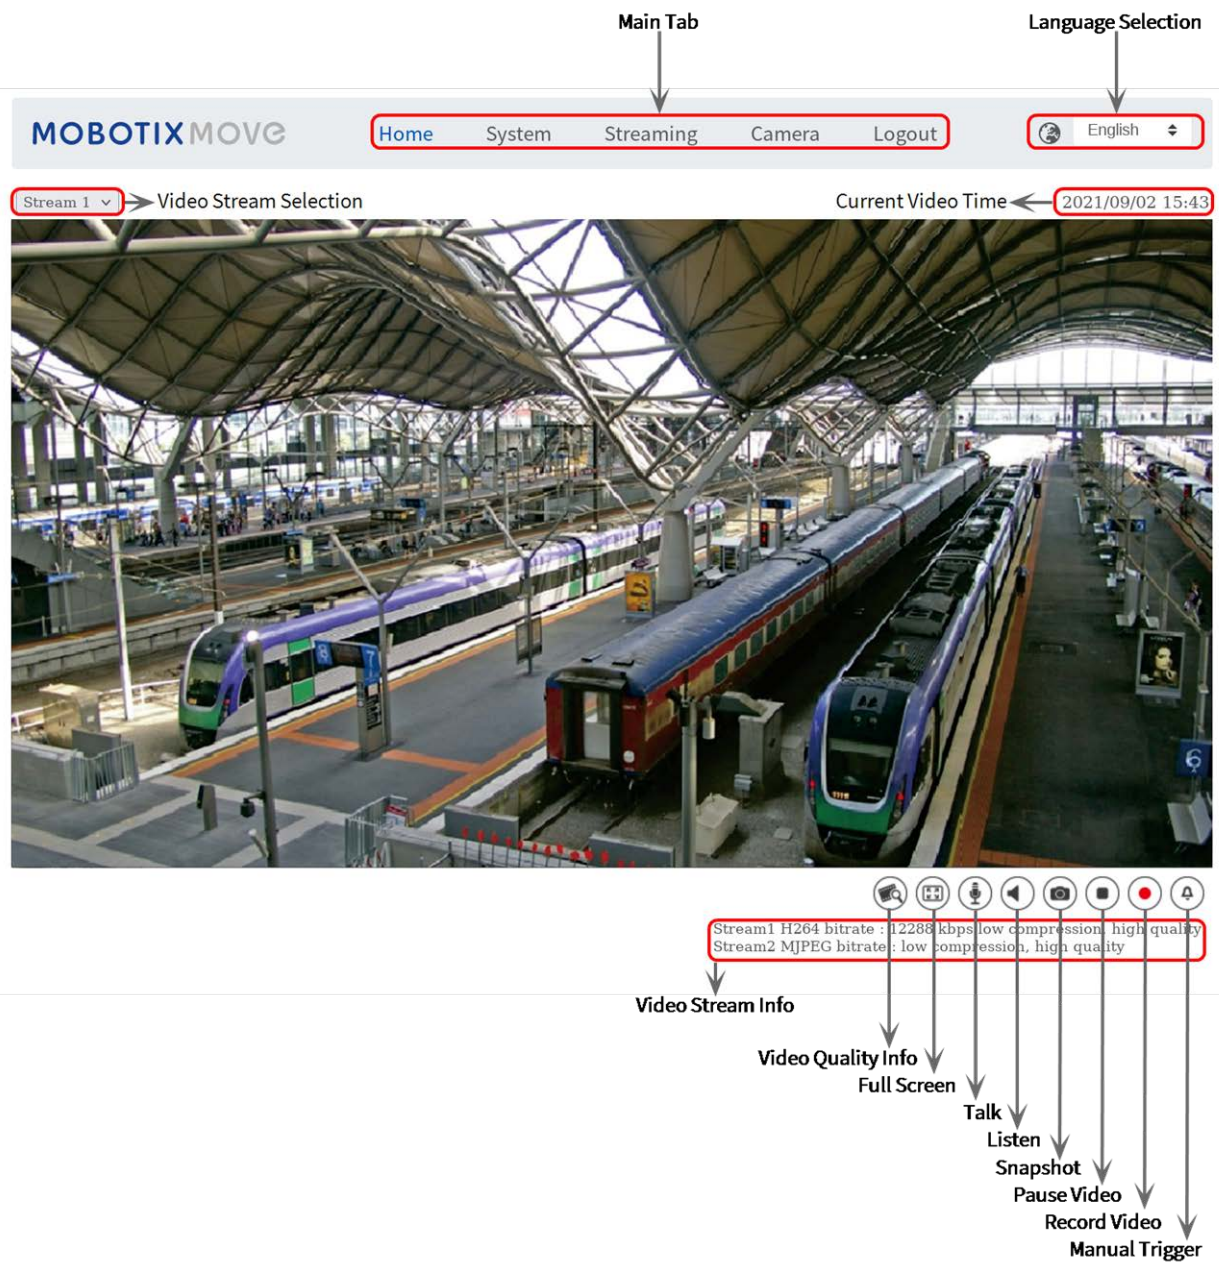 Main Tab
Language Selection
MOBOTIX MOVE
Home System Streaming Camera Logout
English
Stream 1
Video Stream Selection
Current Video Time
2021/09/02 15:43
8
7
6
Stream1 H264 bitrate : 12288 kbps low compression, high quality
Stream2 MJPEG bitrate : low compression, high quality
Video Stream Info
Video Quality Info
Full Screen
Talk
Listen
Snapshot
Pause Video
Record Video
Manual Trigger